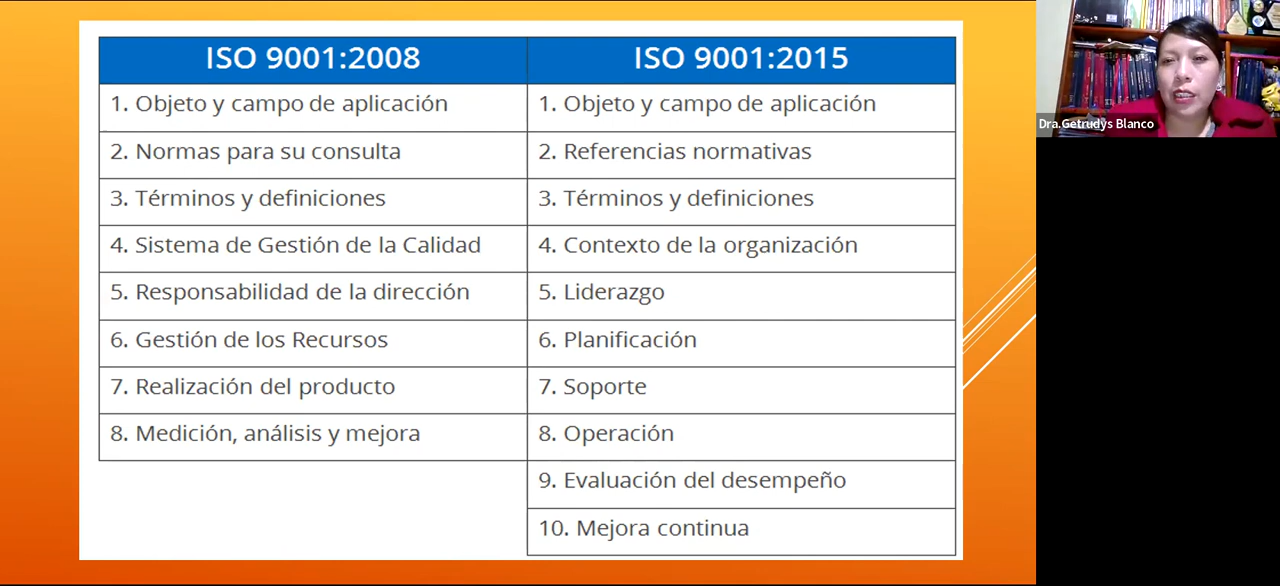 ISO 9001:2008
ISO 9001:2015
1. Objeto y campo de aplicación
1. Objeto y campo de aplicación
2. Normas para su consulta
2. Referencias normativas
3. Términos y definiciones
3. Términos y definiciones
4. Sistema de Gestión de la Calidad
4. Contexto de la organización
5. Responsabilidad de la dirección
5. Liderazgo
6. Gestión de los Recursos
6. Planificación
7. Realización del producto
7. Soporte
8. Medición, análisis y mejora
8. Operación
9. Evaluación del desempeño
10. Mejora continua
Dra.Getrudys Blanco